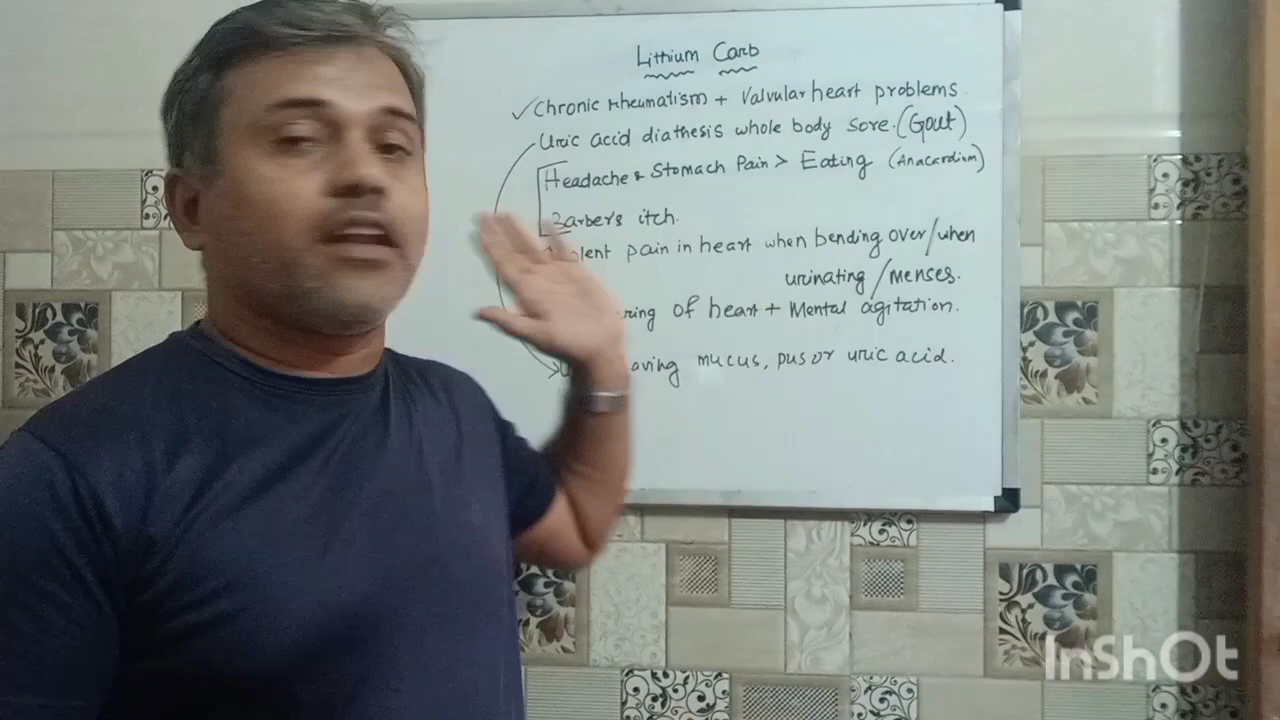 Lithium Carb
✓ Chronic rheumatism + Valvular heart problems.
Uric acid diathesis whole body sore. (Gout)
Headache & Stomach Pain > Eating (Anacardium)
Barber's itch.
pain in heart when bending over/when
urinating/menses.
of heart + Mental agitation.
mucus, pus or uric acid.
InShOt